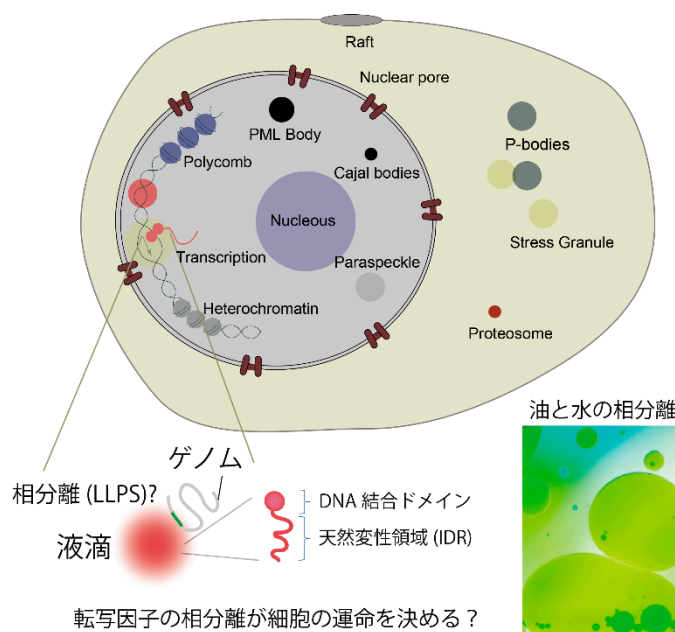 Raft
Nuclear pore
PML Body
P-bodies
Polycomb
Cajal bodies
Nucleous
Stress Granule
Transcription
Paraspeckle
Heterochromatin
Proteosome
油と水の相分離
ゲノム
相分離 (LLPS)?
DNA 結合ドメイン
液滴
天然変性領域 (IDR)
転写因子の相分離が細胞の運命を決める？